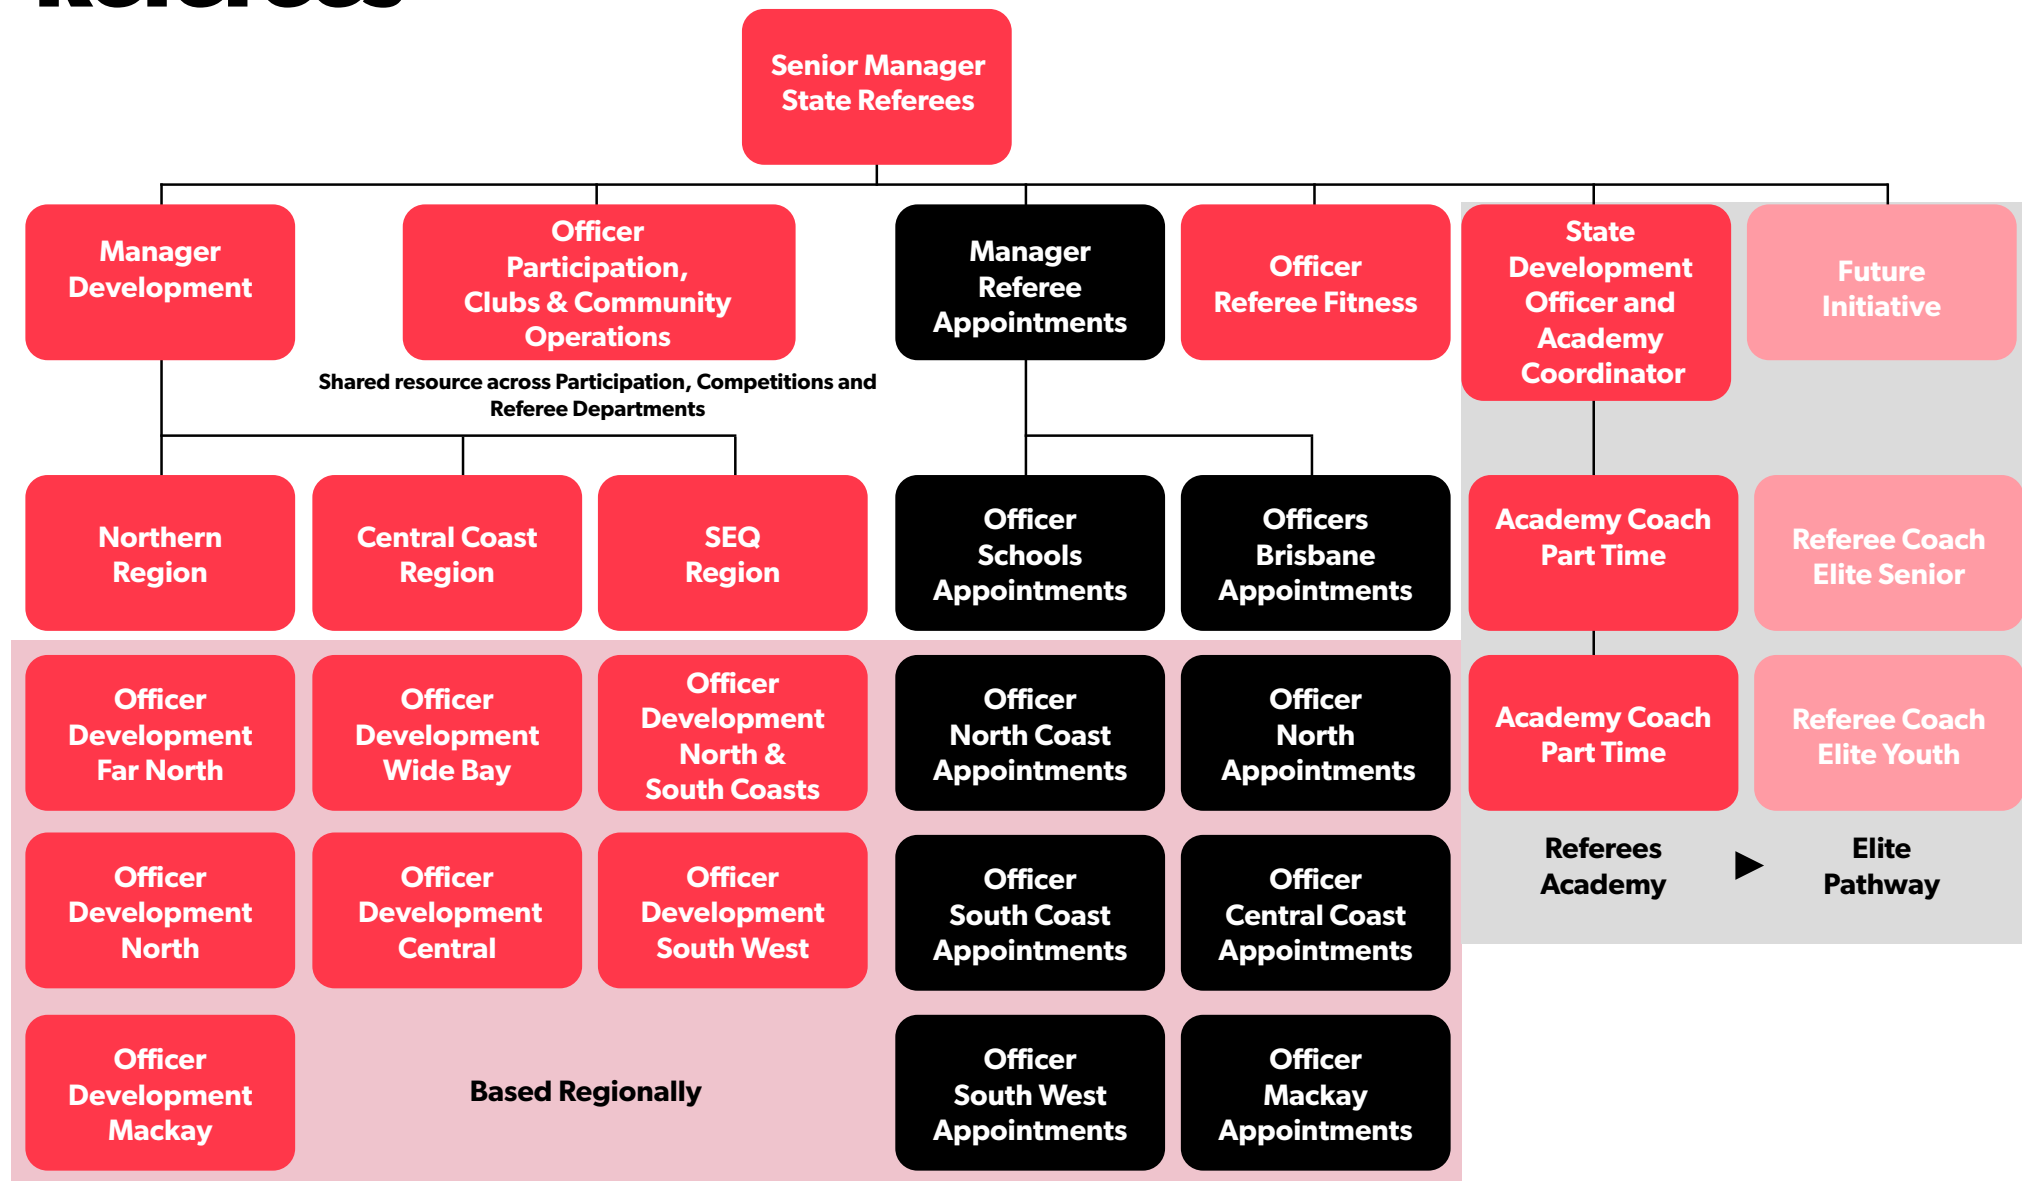 Referees
Senior Manager
State Referees
Manager
Development
Officer
Participation,
Clubs & Community
Operations
Manager
Referee
Appointments
Officer
Referee Fitness
State
Development
Officer and
Academy
Coordinator
Future
Initiative
Shared resource across Participation, Competitions and
Referee Departments
Northern
Region
Central Coast
Region
SEQ
Region
Officer
Schools
Appointments
Officers
Brisbane
Appointments
Academy Coach
Part Time
Referee Coach
Elite Senior
Officer
Development
Far North
Officer
Development
Wide Bay
Officer
Development
North &
South Coasts
Officer
North Coast
Appointments
Officer
North
Appointments
Academy Coach
Part Time
Referee Coach
Elite Youth
Officer
Development
North
Officer
Development
Central
Officer
Development
South West
Officer
South Coast
Appointments
Officer
Central Coast
Appointments
Referees
Academy
Elite
Pathway
Officer
Development
Mackay
Based Regionally
Officer
South West
Appointments
Officer
Mackay
Appointments